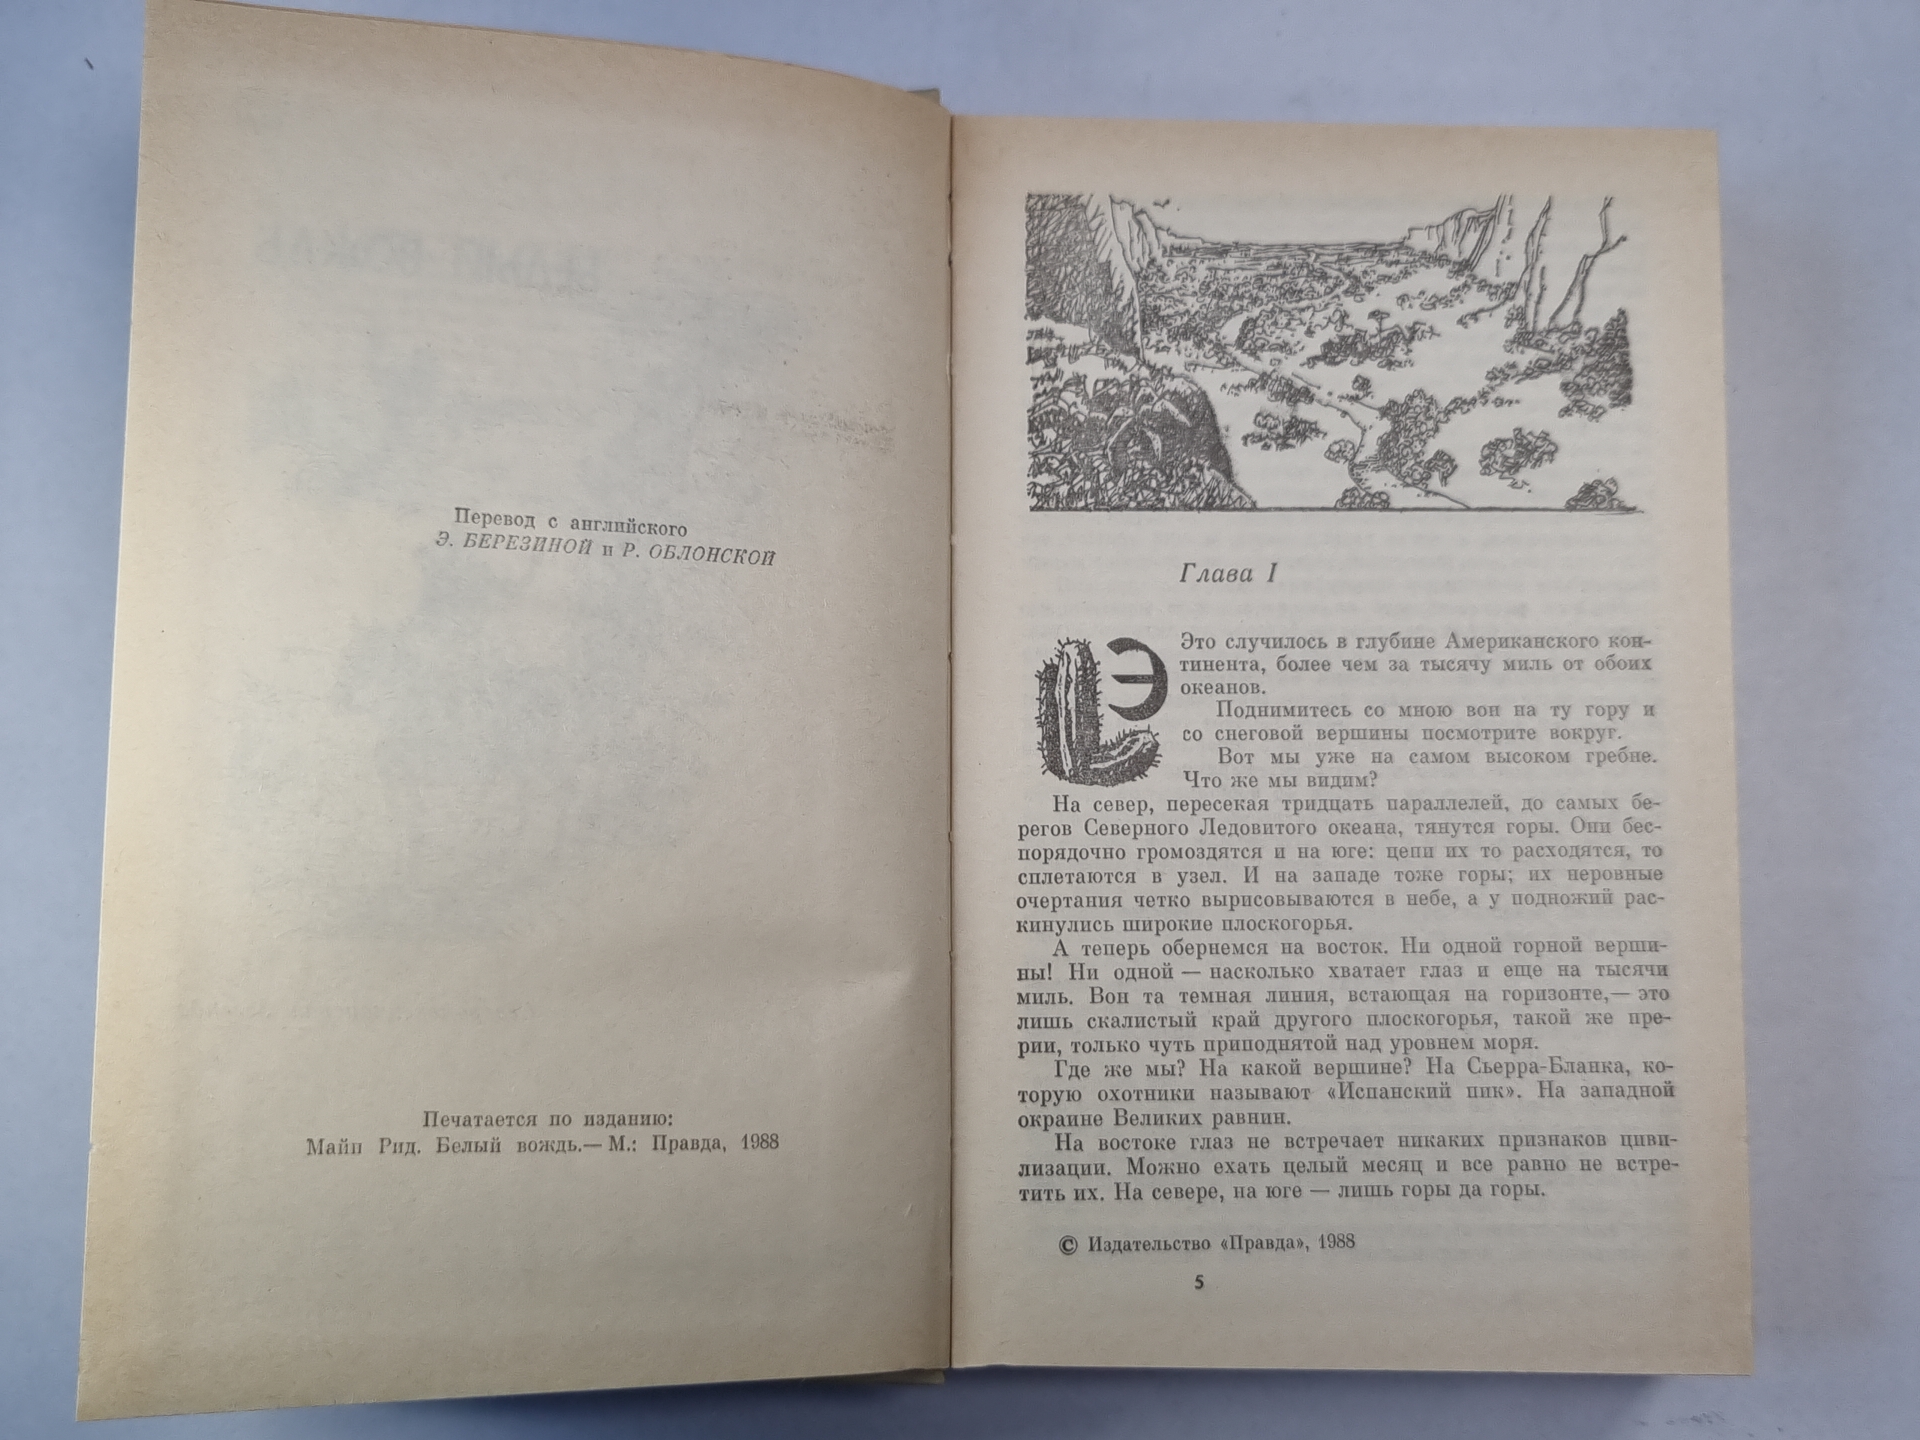 Перевод с английского
Э. БЕРЕЗИНОЙ и Р. ОБЛОНСКОЙ
Печатается по изданию:
Майн Рид. Белый вождь.— М.: Правда, 1988
Глава I
Э
Это случилось в глубине Американского кон-
тинента, более чем за тысячу миль от обоих
океанов.
Поднимитесь со мною вон на ту гору и
со снеговой вершины посмотрите вокруг.
Вот мы уже на самом высоком гребне.
Что же мы видим?
На север, пересекая тридцать параллелей, до самых бе-
регов Северного Ледовитого океана, тянутся горы. Они бес-
порядочно громоздятся и на юге: цепи их то расходятся, то
сплетаются в узел. И на западе тоже горы; их неровные
очертания четко вырисовываются в небе, а у подножий рас-
кинулись широкие плоскогорья.
А теперь обернемся на восток. Ни одной горной верши-
ны! Ни одной — насколько хватает глаз и еще на тысячи
миль. Вон та темная линия, встающая на горизонте,— это
лишь скалистый край другого плоскогорья, такой же пре-
рии, только чуть приподнятой над уровнем моря.
Где же мы? На какой вершине? На Сьерра-Бланка, ко-
торую охотники называют «Испанский пик». На западной
окраине Великих равнин.
На востоке глаз не встречает никаких признаков циви-
лизации. Можно ехать целый месяц и все равно не встре-
тить их. На севере, на юге — лишь горы да горы.
© Издательство «Правда», 1988
5